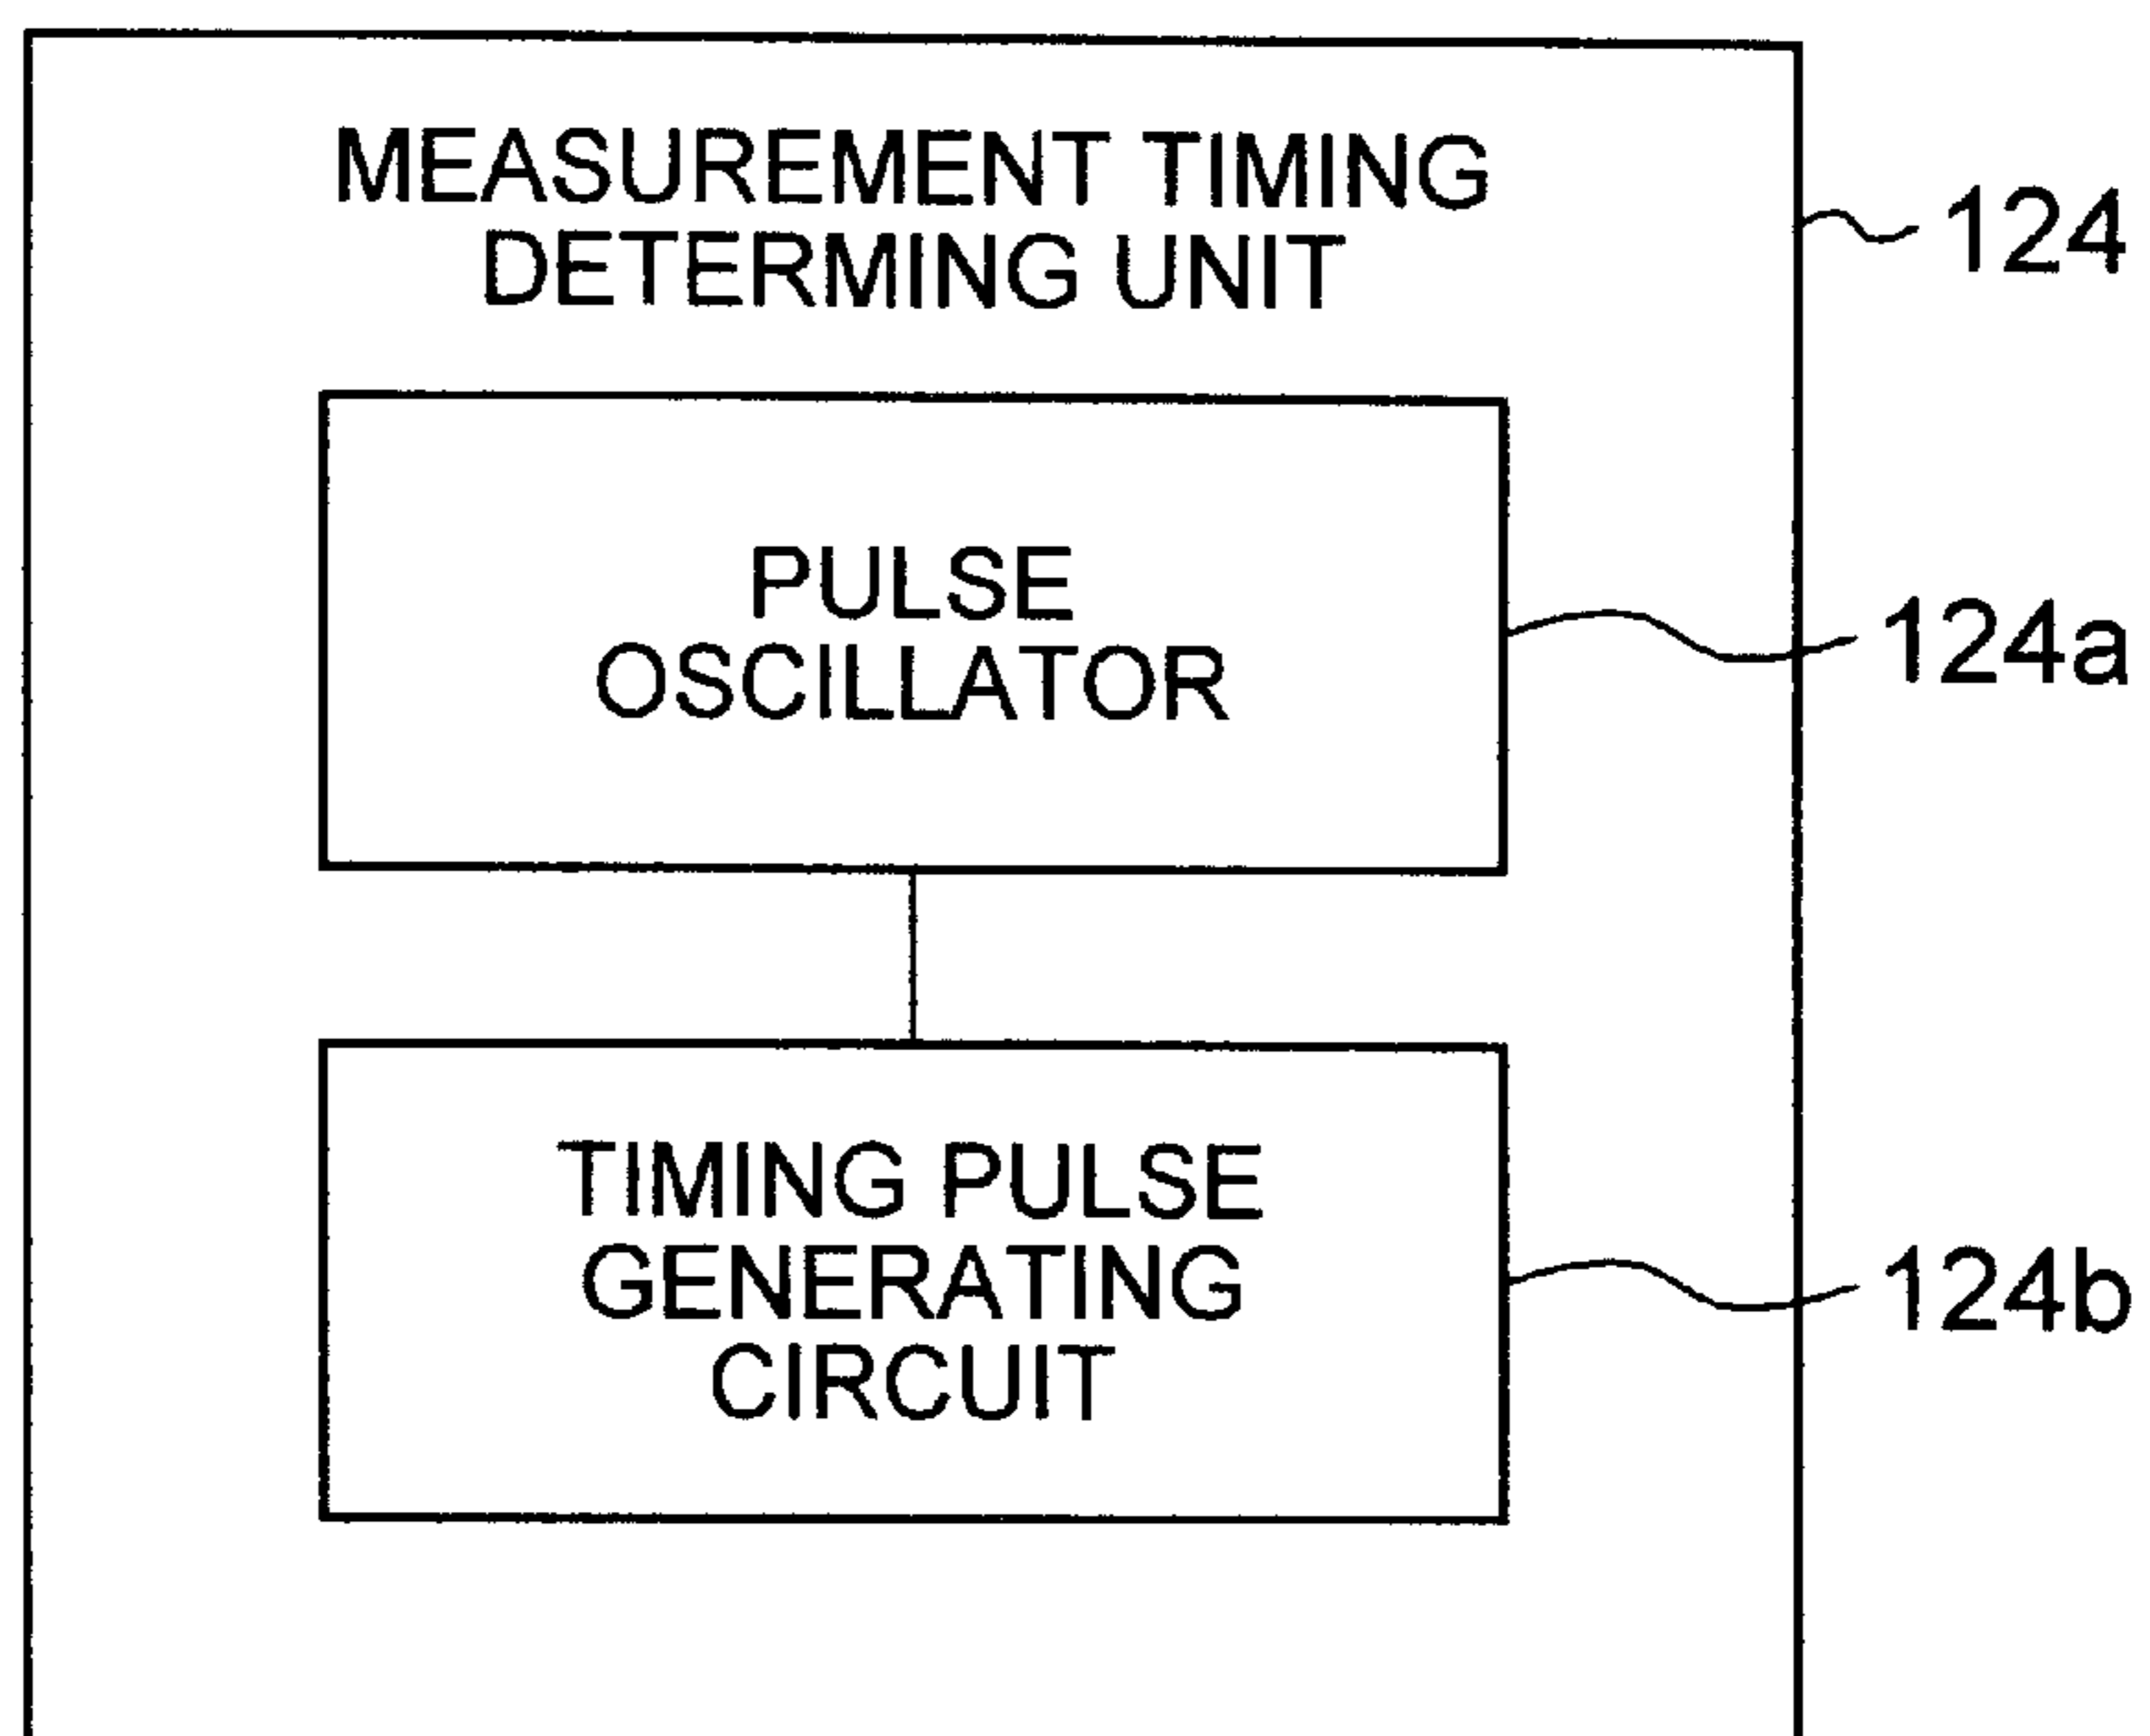 MEASUREMENT TIMING
DETERMING UNIT
124
PULSE
OSCILLATOR
124a
TIMING PULSE
GENERATING
CIRCUIT
124b